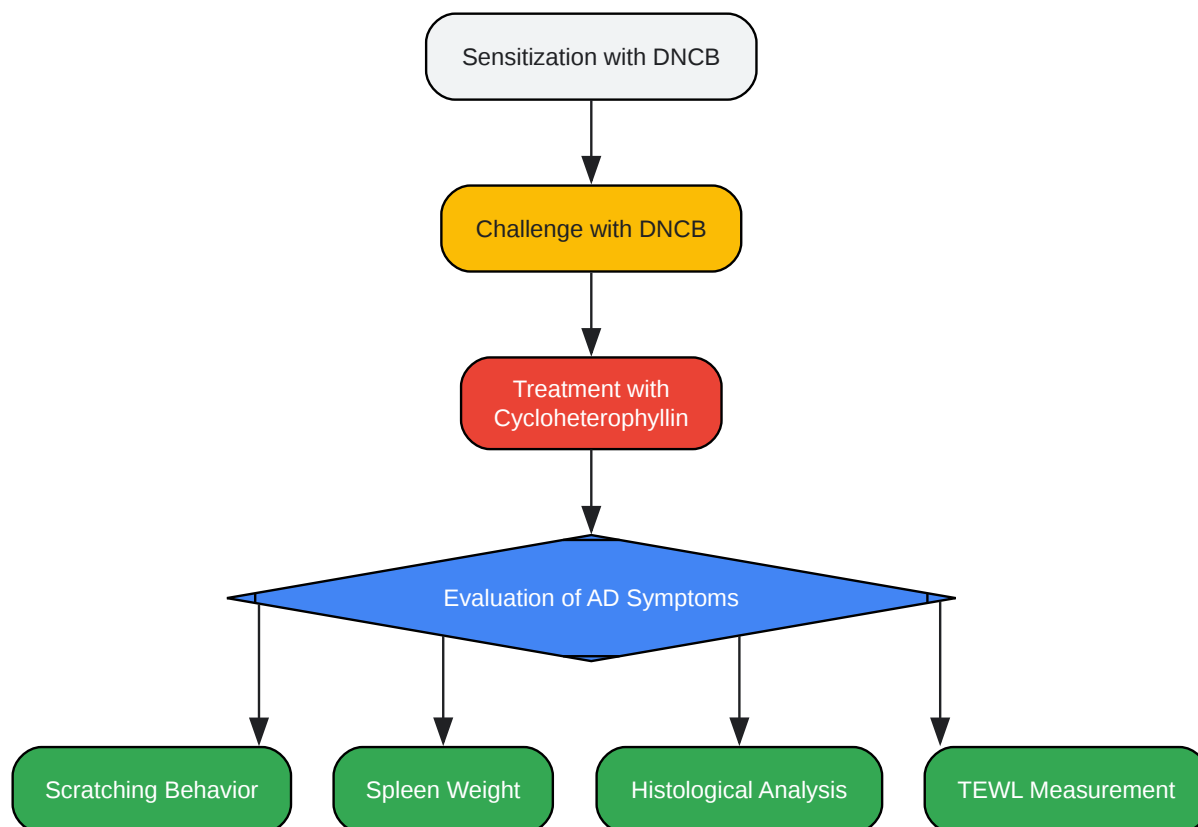 Sensitization with DNCB
Challenge with DNCB
Treatment with
Cycloheterophyllin
Evaluation of AD Symptoms
Scratching Behavior
Spleen Weight
Histological Analysis
TEWL Measurement